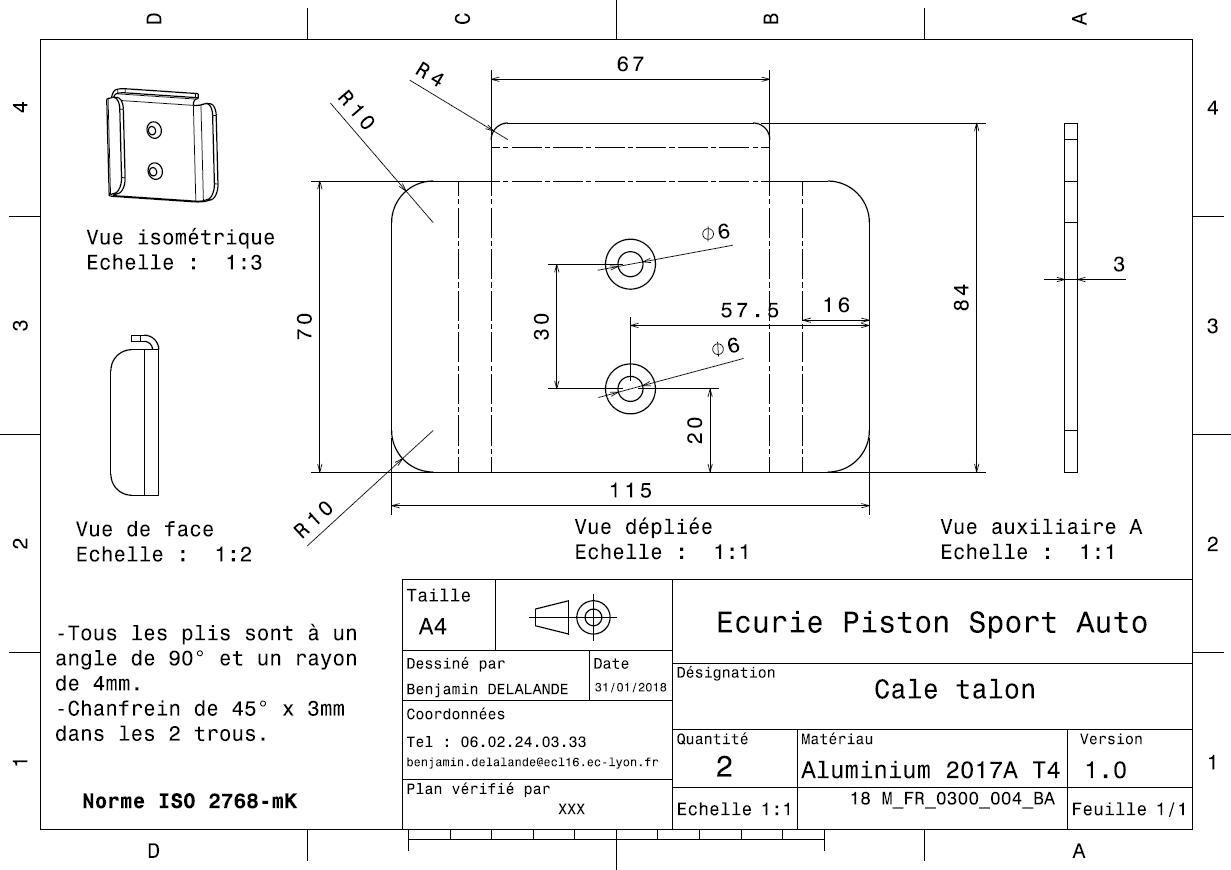 D
C
B
A
4
4
3
3
2
2
1
1
67
R4
R10
Vue isométrique
Echelle : 1:3
Ø6
3
57.5
16
84
70
30
Ø6
20
115
R10
Vue de face
Echelle : 1:2
Vue dépliée
Echelle : 1:1
Vue auxiliaire A
Echelle : 1:1
-Tous les plis sont à un
angle de 90° et un rayon
de 4mm.
-Chanfrein de 45° x 3mm
dans les 2 trous.
Norme ISO 2768-mK
Taille
A4
Ecurie Piston Sport Auto
Dessiné par
Benjamin DELALANDE
Date
31/01/2018
Désignation
Cale talon
Coordonnées
Tel : 06.02.24.03.33
benjamin.delalande@ecl16.ec-lyon.fr
Quantité
2
Matériau
Aluminium 2017A T4
Version
1.0
Plan vérifié par
XXX
Echelle 1:1
18 M_FR_0300_004_BA
Feuille 1/1
D
A